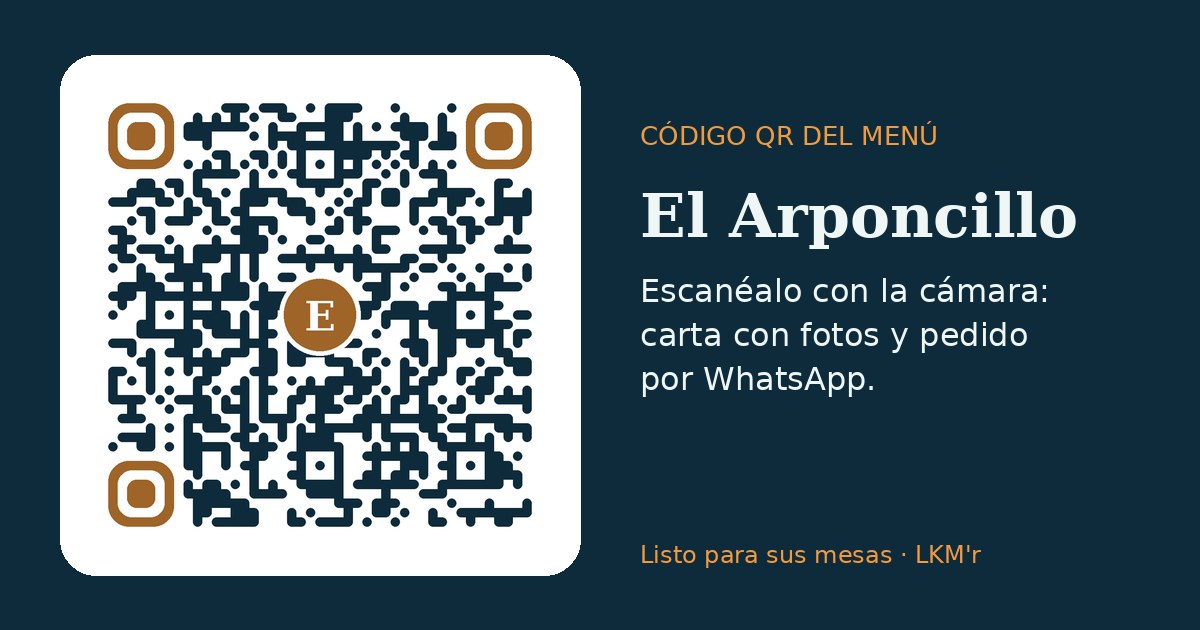 E
CÓDIGO QR DEL MENÚ
El Arponcillo
Escanéalo con la cámara:
carta con fotos y pedido
por WhatsApp.
Listo para sus mesas · LKM'r